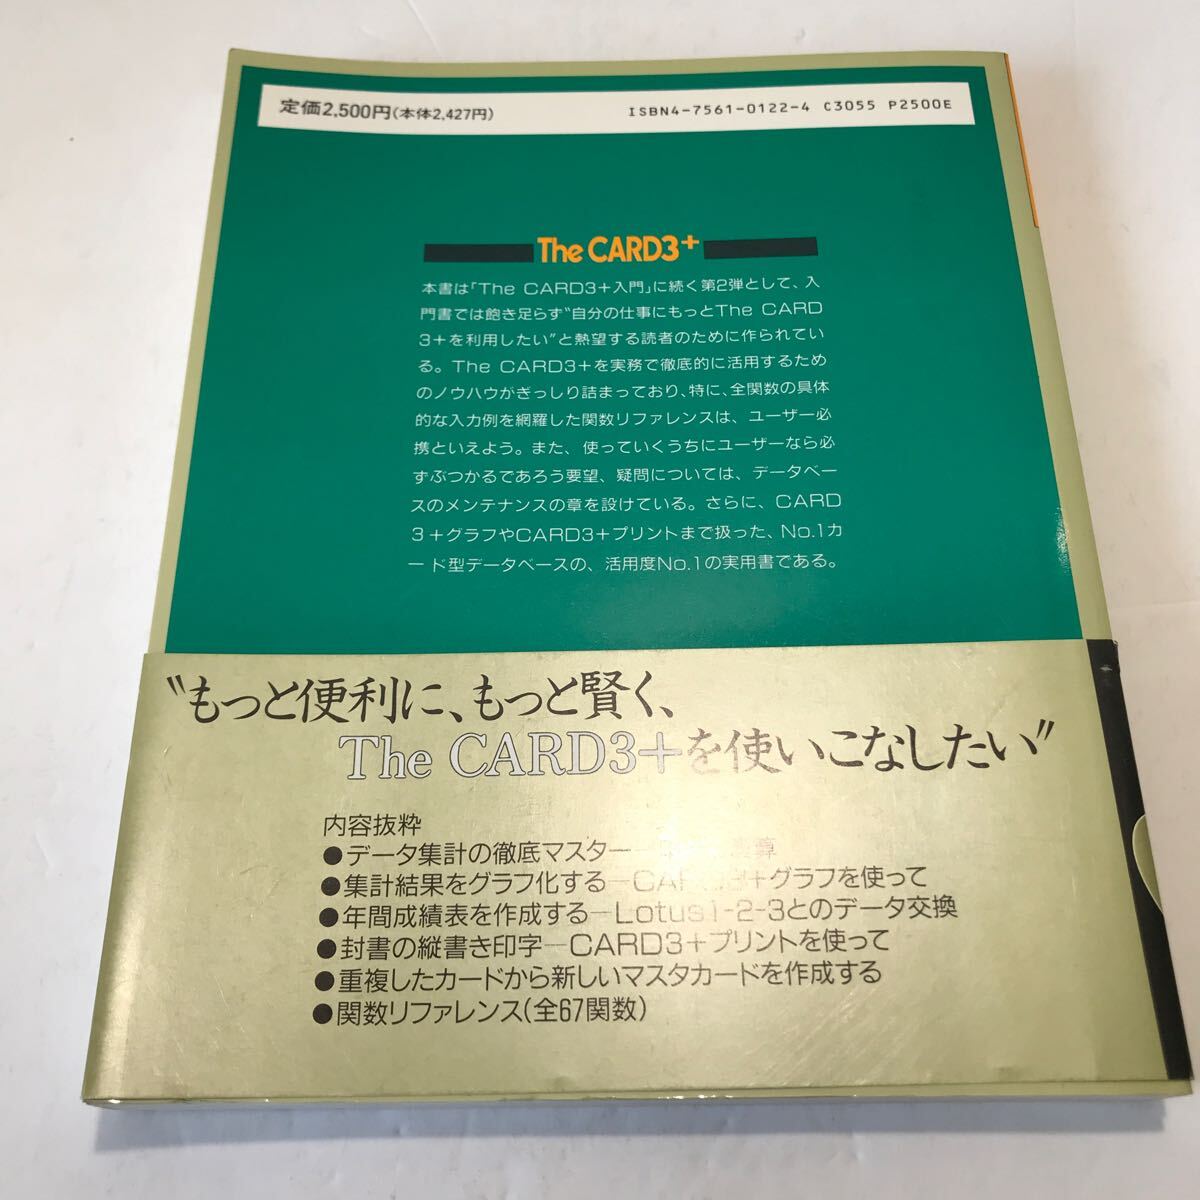 定価2,500円(本体2,427円)
ISBN4-7561-0122-4 C3055 P2500E
The CARD3+
本書は「The CARD3+入門」に続く第2弾として、入
門書では飽き足らず"自分の仕事にもっとThe CARD
3+を利用したい"と熱望する読者のために作られてい
る。The CARD3+を実務で徹底的に活用するため
のノウハウがぎっしり詰まっており、特に、全関数の具体
的な入力例を網羅した関数リファレンスは、ユーザー必
携といえよう。また、使っていくうちにユーザーなら必
ずぶつかるであろう要望、疑問については、データベー
スのメンテナンスの章を設けている。さらに、CARD
3+グラフやCARD3+プリントまで扱った、No.1カ
ード型データベースの、活用度No.1の実用書である。
"もっと便利に、もっと賢く、
The CARD3+を使いこなしたい"
内容抜粋
●データ集計の徹底マスター
●集計結果をグラフ化する—CARD3+グラフを使って
●年間成績表を作成する—Lotus1-2-3とのデータ交換
●封書の縦書き印字—CARD3+プリントを使って
●重複したカードから新しいマスタカードを作成する
●関数リファレンス(全67関数)